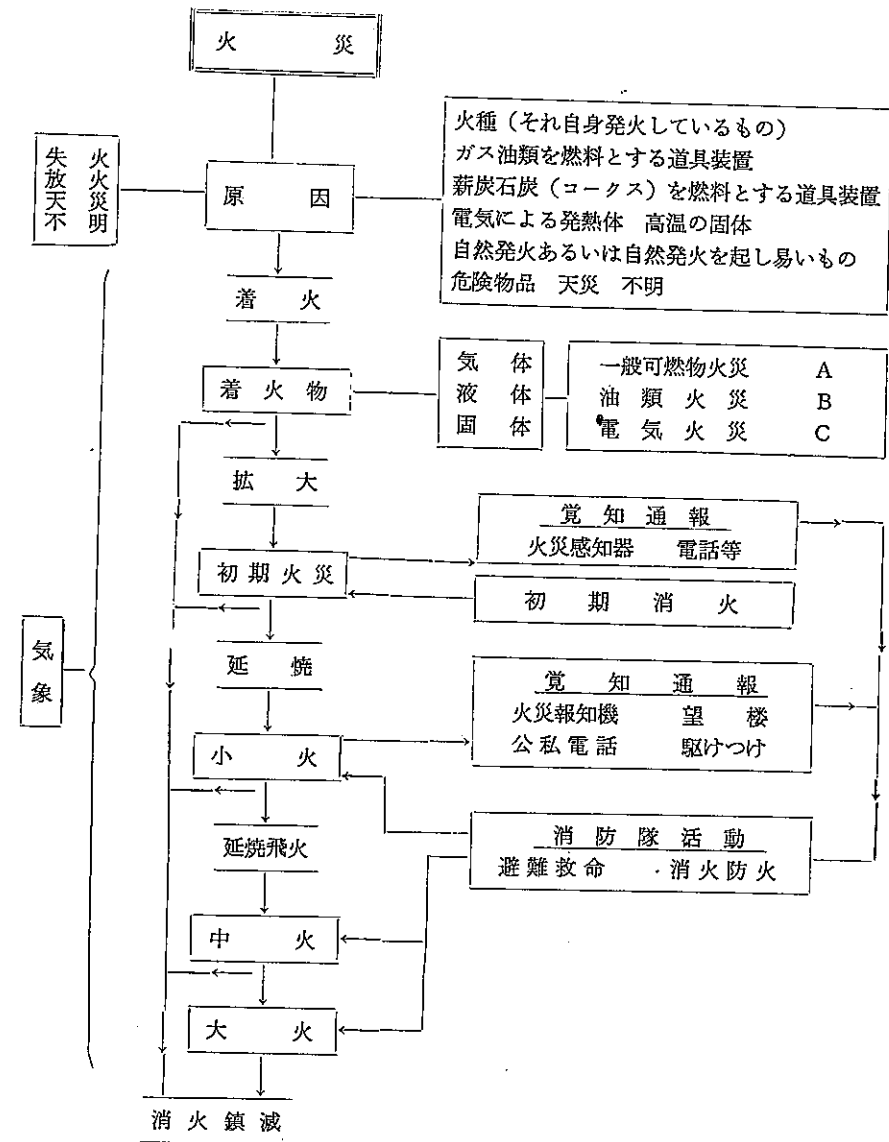 火災
火種（それ自身発火しているもの）
ガス油類を燃料とする道具装置
薪炭石炭（コークス）を燃料とする道具装置
電気による発熱体　高温の固体
自然発火あるいは自然発火を起し易いもの
危険物品　天災　不明
失火
放火
天災
不明
原因
着火
着火物
気体
液体
固体
一般可燃物火災　A
油類火災　B
電気火災　C
拡大
覚知通報
火災感知器　電話等
初期火災
初期消火
気象
延焼
覚知通報
火災報知機　望楼
公私電話　駆けつけ
小火
消防隊活動
避難救命　消火防火
延焼飛火
中火
大火
消火鎮滅